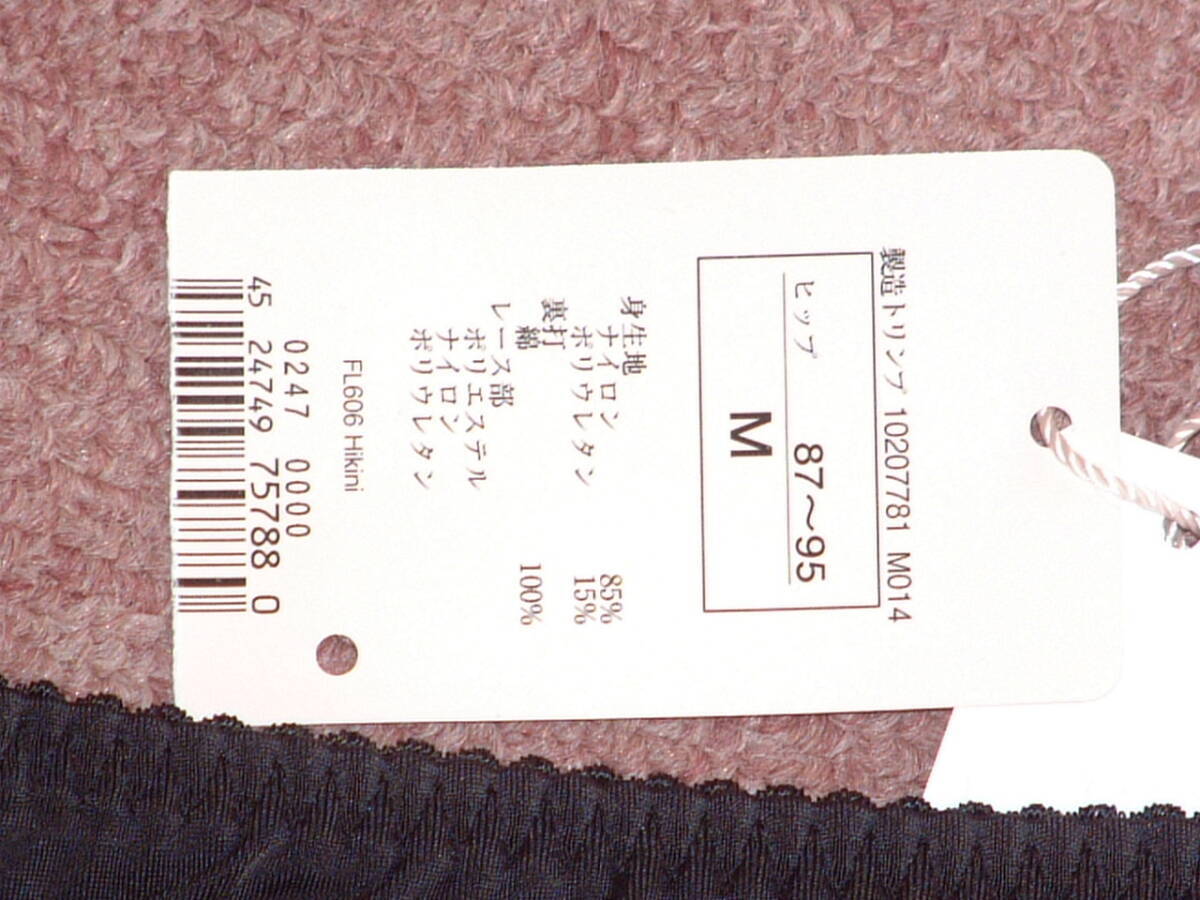 製造トリンプ 10207781 M014
ヒップ 87～95
M
身生地
ナイロン 85%
ポリウレタン 15%
裏打
綿 100%
レース部
ポリエステル
ナイロン
ポリウレタン
FL606 Hikini
0247 0000
45 24749 75788 0